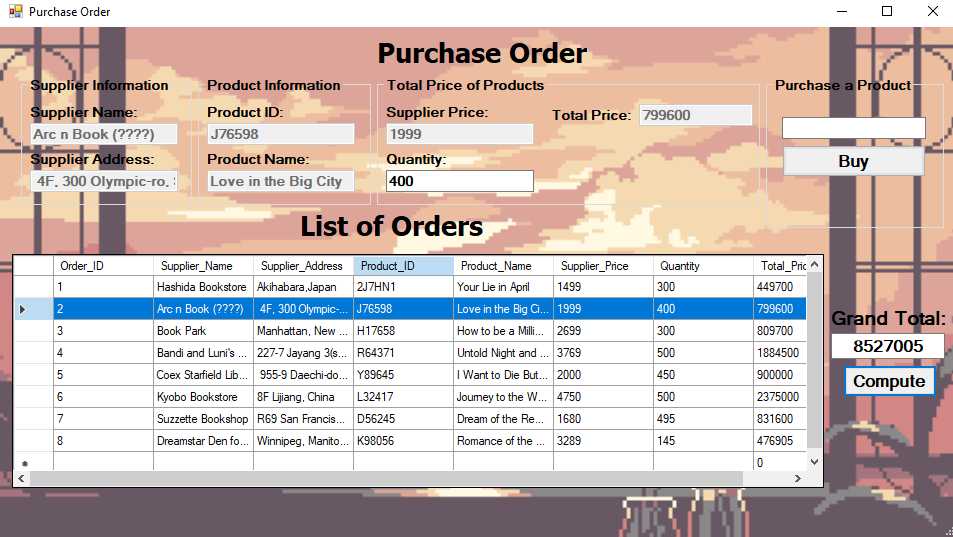 Purchase Order
Purchase Order
Supplier Information Product Information Total Price of Products Purchase a Product
Supplier Name: Product ID: Supplier Price: Total Price: 799600
Arc n Book (????) J76598 1999
Supplier Address: Product Name: Quantity: Buy
4F, 300 Olympic-ro, Love in the Big City 400
List of Orders
Order_ID Supplier_Name Supplier_Address Product_ID Product_Name Supplier_Price Quantity Total_Pric
1 Hashida Bookstore Akihabara,Japan 2J7HN1 Your Lie in April 1499 300 449700
2 Arc n Book (????) 4F, 300 Olympic-... J76598 Love in the Big Ci... 1999 400 799600
3 Book Park Manhattan, New ... H17658 How to be a Milli... 2699 300 809700
4 Bandi and Luni's ... 227-7 Jayang 3(s... R64371 Untold Night and ... 3769 500 1884500
5 Coex Starfield Lib... 955-9 Daechi-do... Y89645 I Want to Die But... 2000 450 900000
6 Kyobo Bookstore 8F Lijiang, China L32417 Journey to the W... 4750 500 2375000
7 Suzzette Bookshop R69 San Francis... D56245 Dream of the Re... 1680 495 831600
8 Dreamstar Den fo... Winnipeg, Manito... K98056 Romance of the ... 3289 145 476905
0
Grand Total:
8527005
Compute